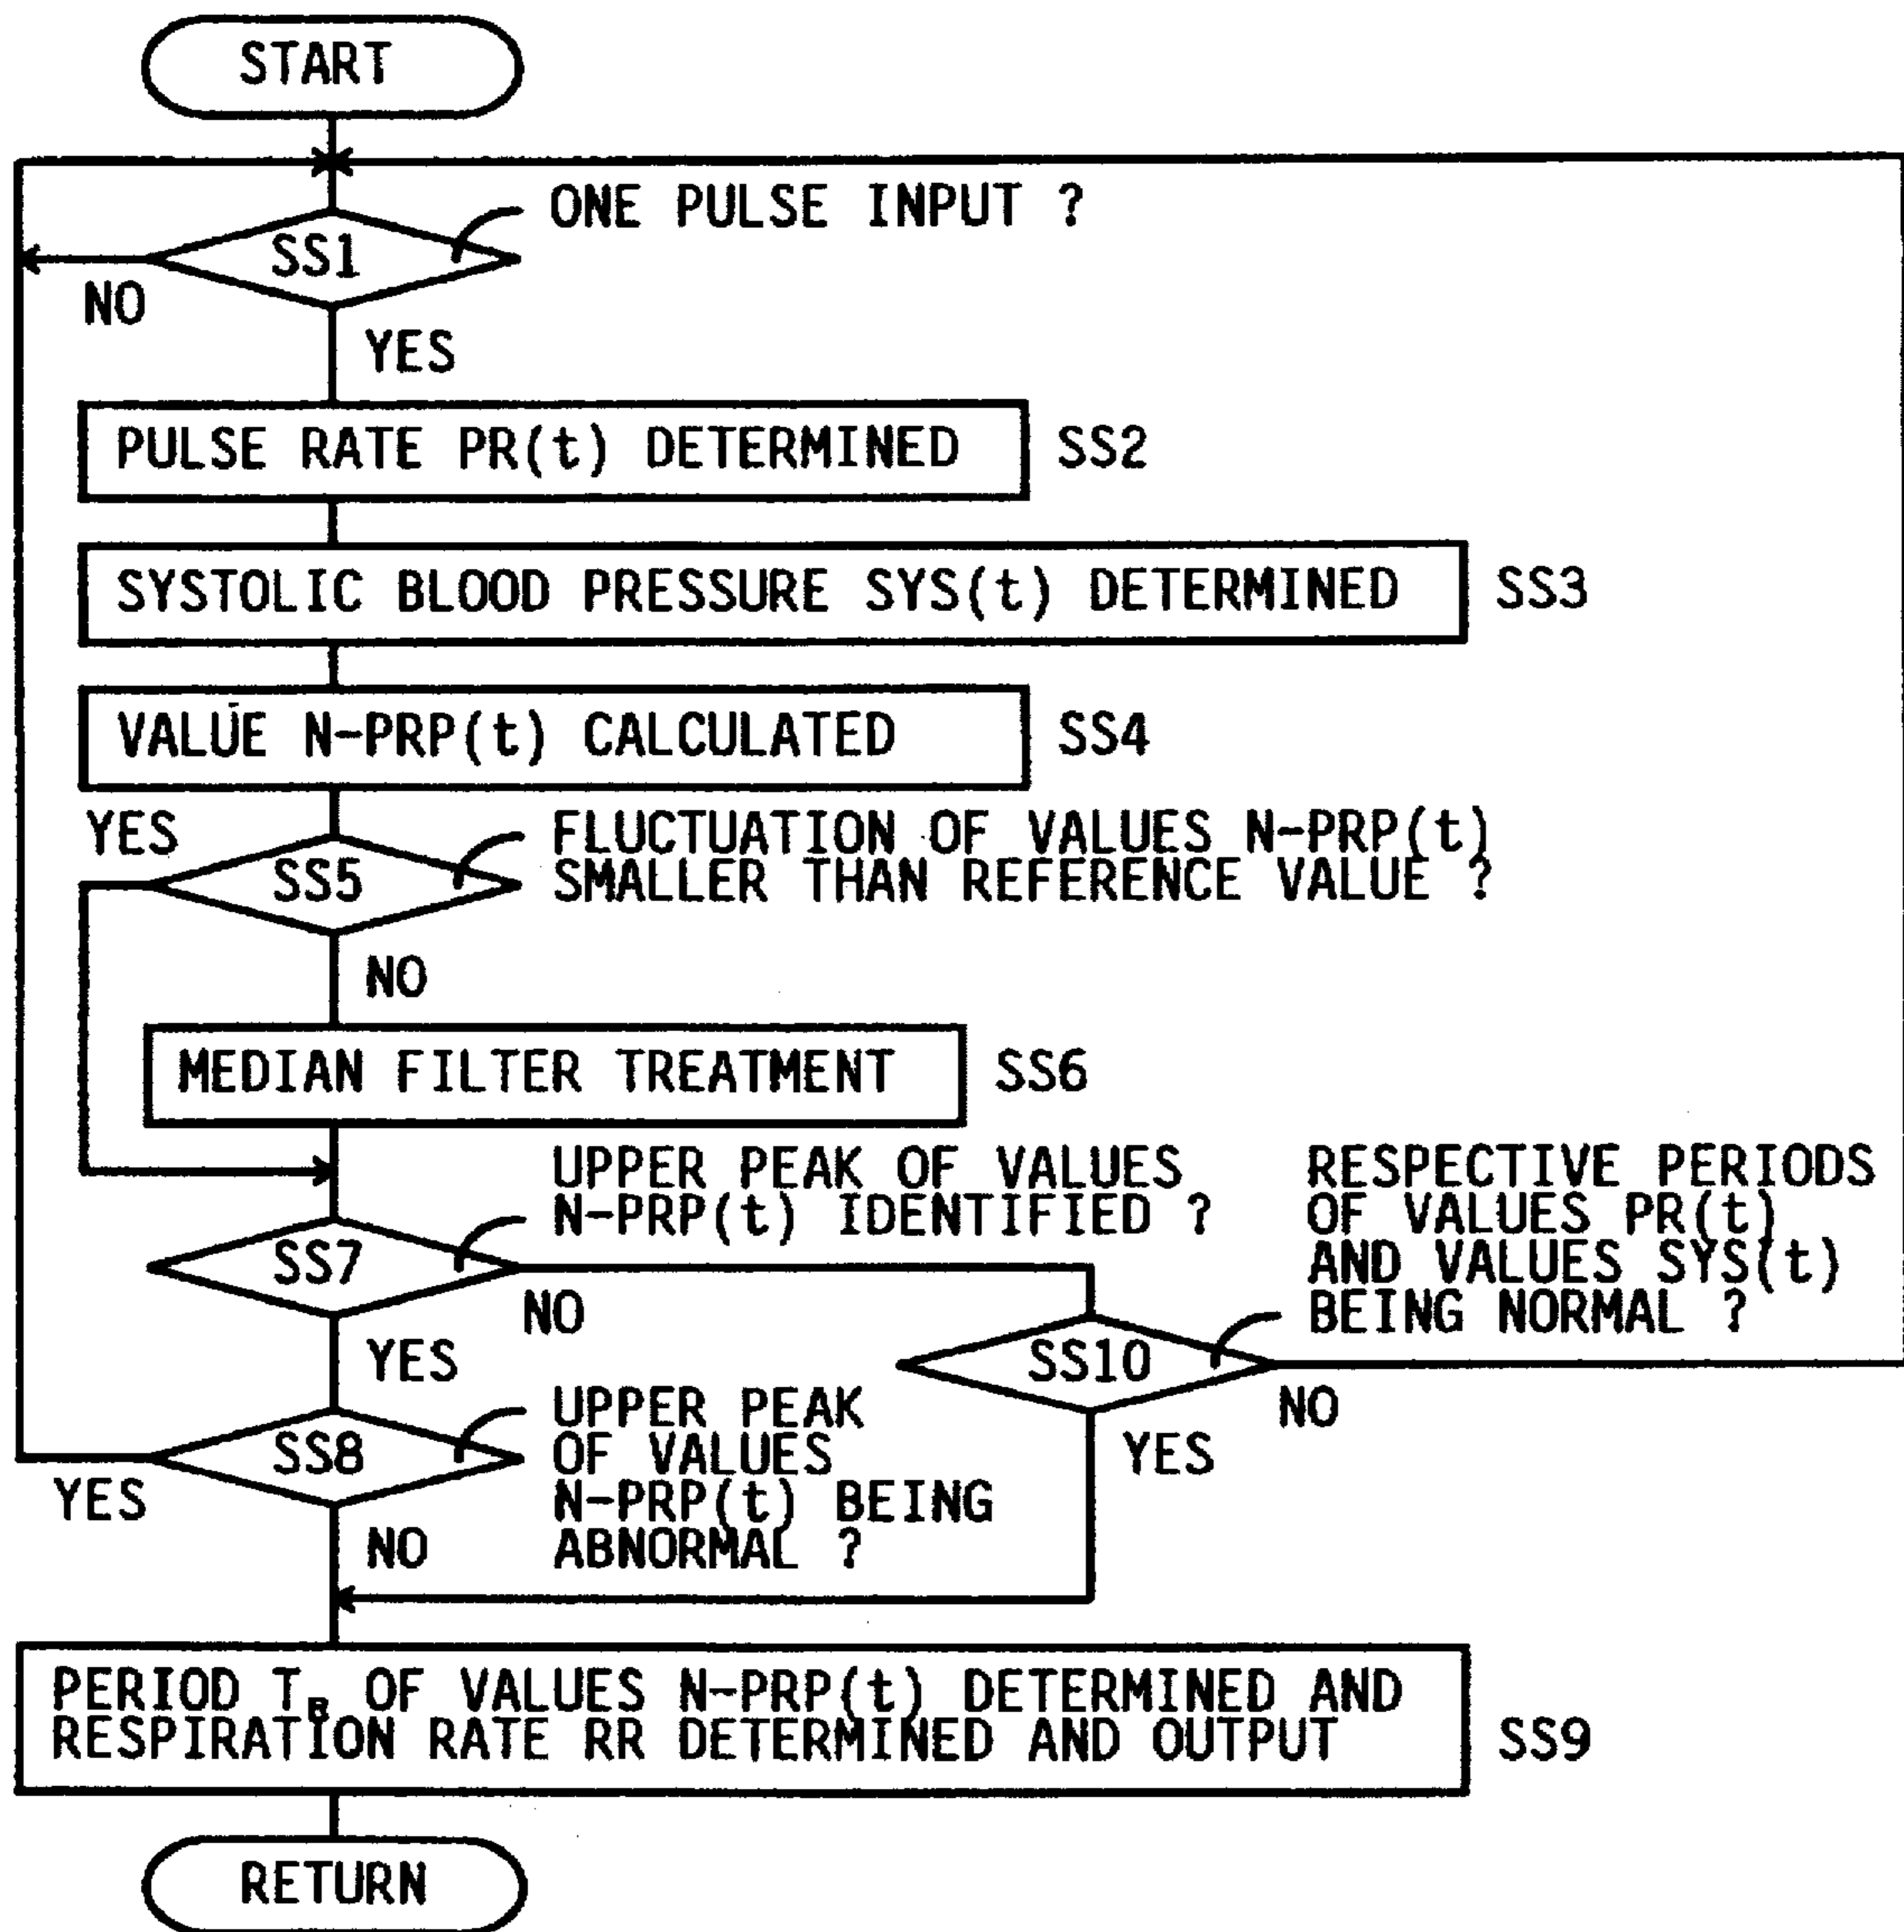 START
ONE PULSE INPUT ?
SS1
NO
YES
PULSE RATE PR(t) DETERMINED
SS2
SYSTOLIC BLOOD PRESSURE SYS(t) DETERMINED
SS3
VALUE N-PRP(t) CALCULATED
SS4
YES
FLUCTUATION OF VALUES N-PRP(t)
SMALLER THAN REFERENCE VALUE ?
SS5
NO
MEDIAN FILTER TREATMENT
SS6
UPPER PEAK OF VALUES
N-PRP(t) IDENTIFIED ?
SS7
NO
YES
RESPECTIVE PERIODS
OF VALUES PR(t)
AND VALUES SYS(t)
BEING NORMAL ?
SS10
NO
YES
UPPER PEAK
OF VALUES
N-PRP(t) BEING
ABNORMAL ?
SS8
YES
NO
PERIOD T_B OF VALUES N-PRP(t) DETERMINED AND
RESPIRATION RATE RR DETERMINED AND OUTPUT
SS9
RETURN